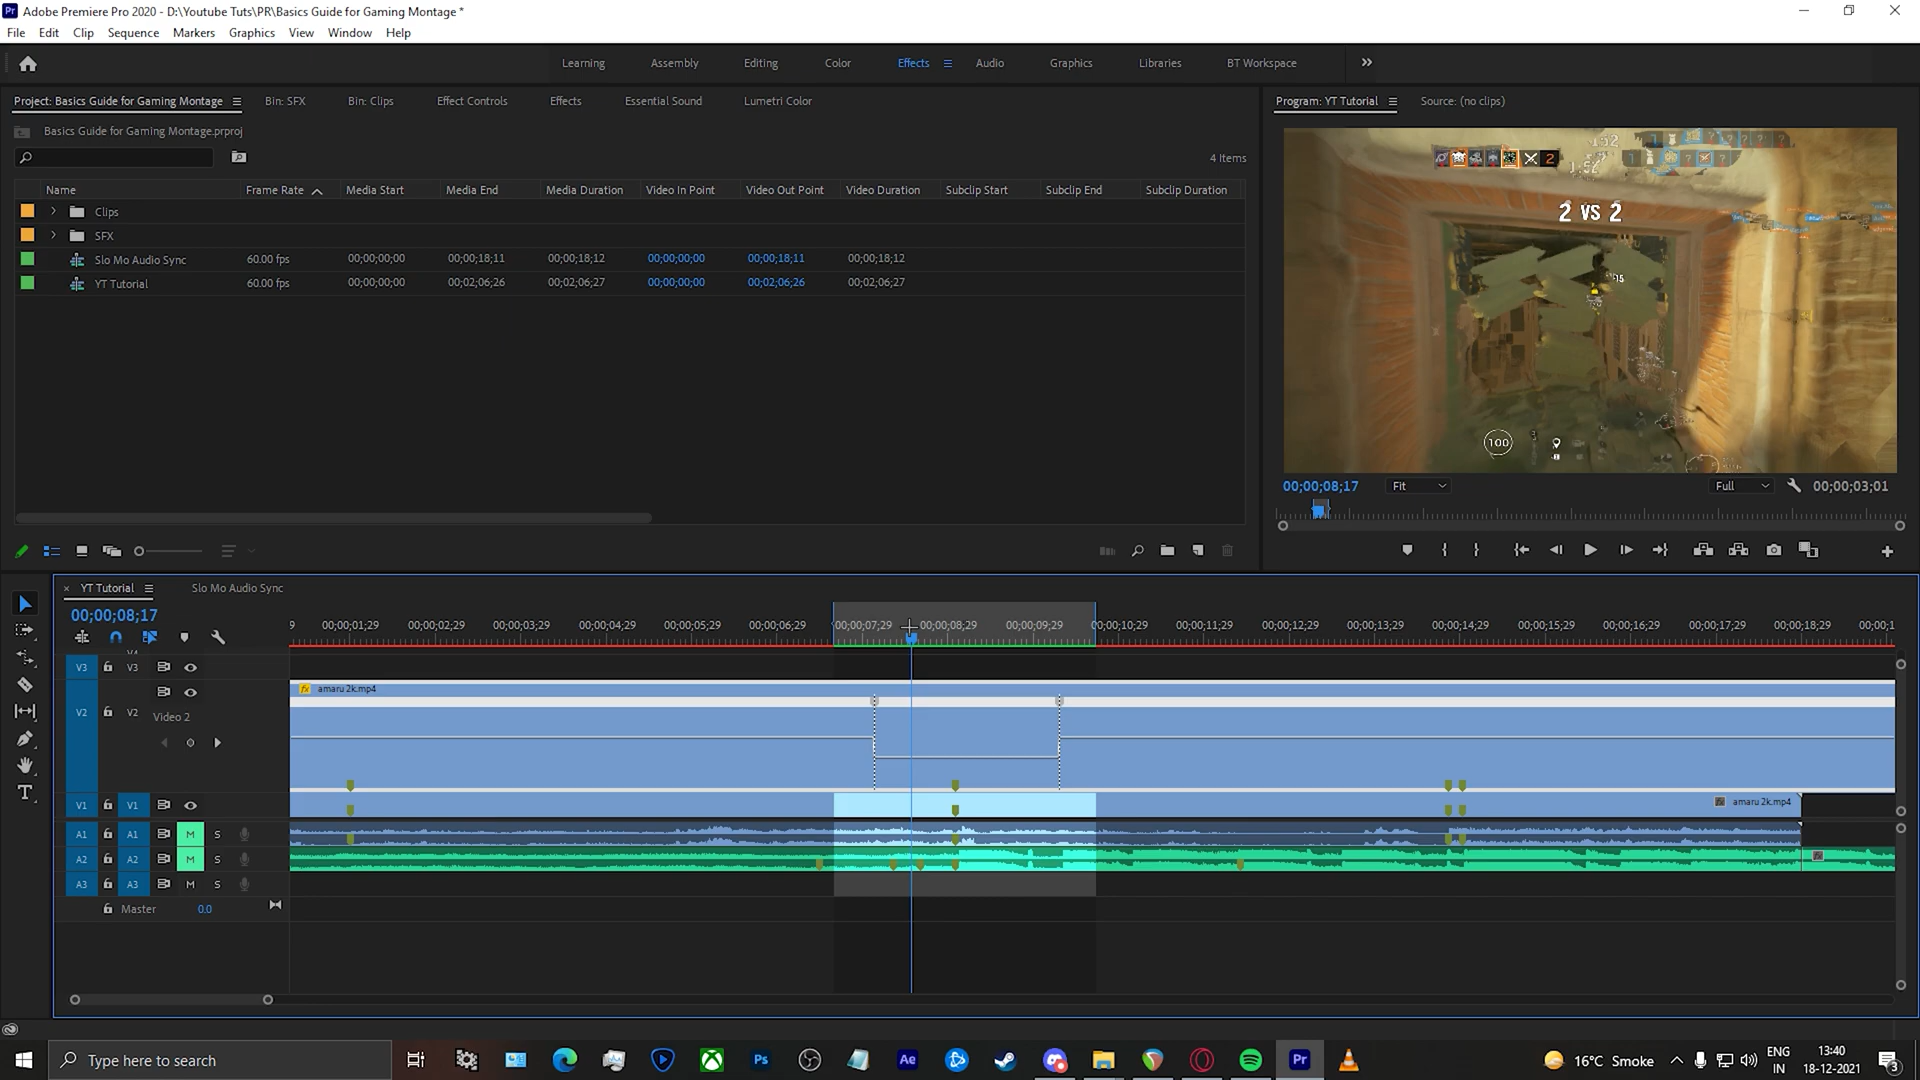 Adobe Premiere Pro 2020 - D:\Youtube Tuts\PR\Basics Guide for Gaming Montage *
File Edit Clip Sequence Markers Graphics View Window Help
Learning Assembly Editing Color Effects Audio Graphics Libraries BT Workspace
Project: Basics Guide for Gaming Montage Bin: SFX Bin: Clips Effect Controls Effects Essential Sound Lumetri Color
Program: YT Tutorial Source: (no clips)
Basics Guide for Gaming Montage.prproj
4 Items
Name Frame Rate Media Start Media End Media Duration Video In Point Video Out Point Video Duration Subclip Start Subclip End Subclip Duration
Clips
SFX
Slo Mo Audio Sync 60.00 fps 00;00;00;00 00;00;18;11 00;00;18;12 00;00;00;00 00;00;18;11 00;00;18;12
YT Tutorial 60.00 fps 00;00;00;00 00;02;06;26 00;02;06;27 00;00;00;00 00;02;06;26 00;02;06;27
1:52
2
2 VS 2
15
100
00;00;08;17 Fit Full 00;00;03;01
YT Tutorial Slo Mo Audio Sync
00;00;08;17
9 00;00;01;29 00;00;02;29 00;00;03;29 00;00;04;29 00;00;05;29 00;00;06;29 00;00;07;29 00;00;08;29 00;00;09;29 00;00;10;29 00;00;11;29 00;00;12;29 00;00;13;29 00;00;14;29 00;00;15;29 00;00;16;29 00;00;17;29 00;00;18;29 00;00;1
V3 V3
fx amaru 2k.mp4
V2 V2 Video 2
V1 V1 amaru 2k.mp4
A1 A1 M S
A2 A2 M S
A3 A3 M S
Master 0.0
Type here to search
Ps Ae Pr
16°C Smoke
ENG
IN
13:40
18-12-2021
3